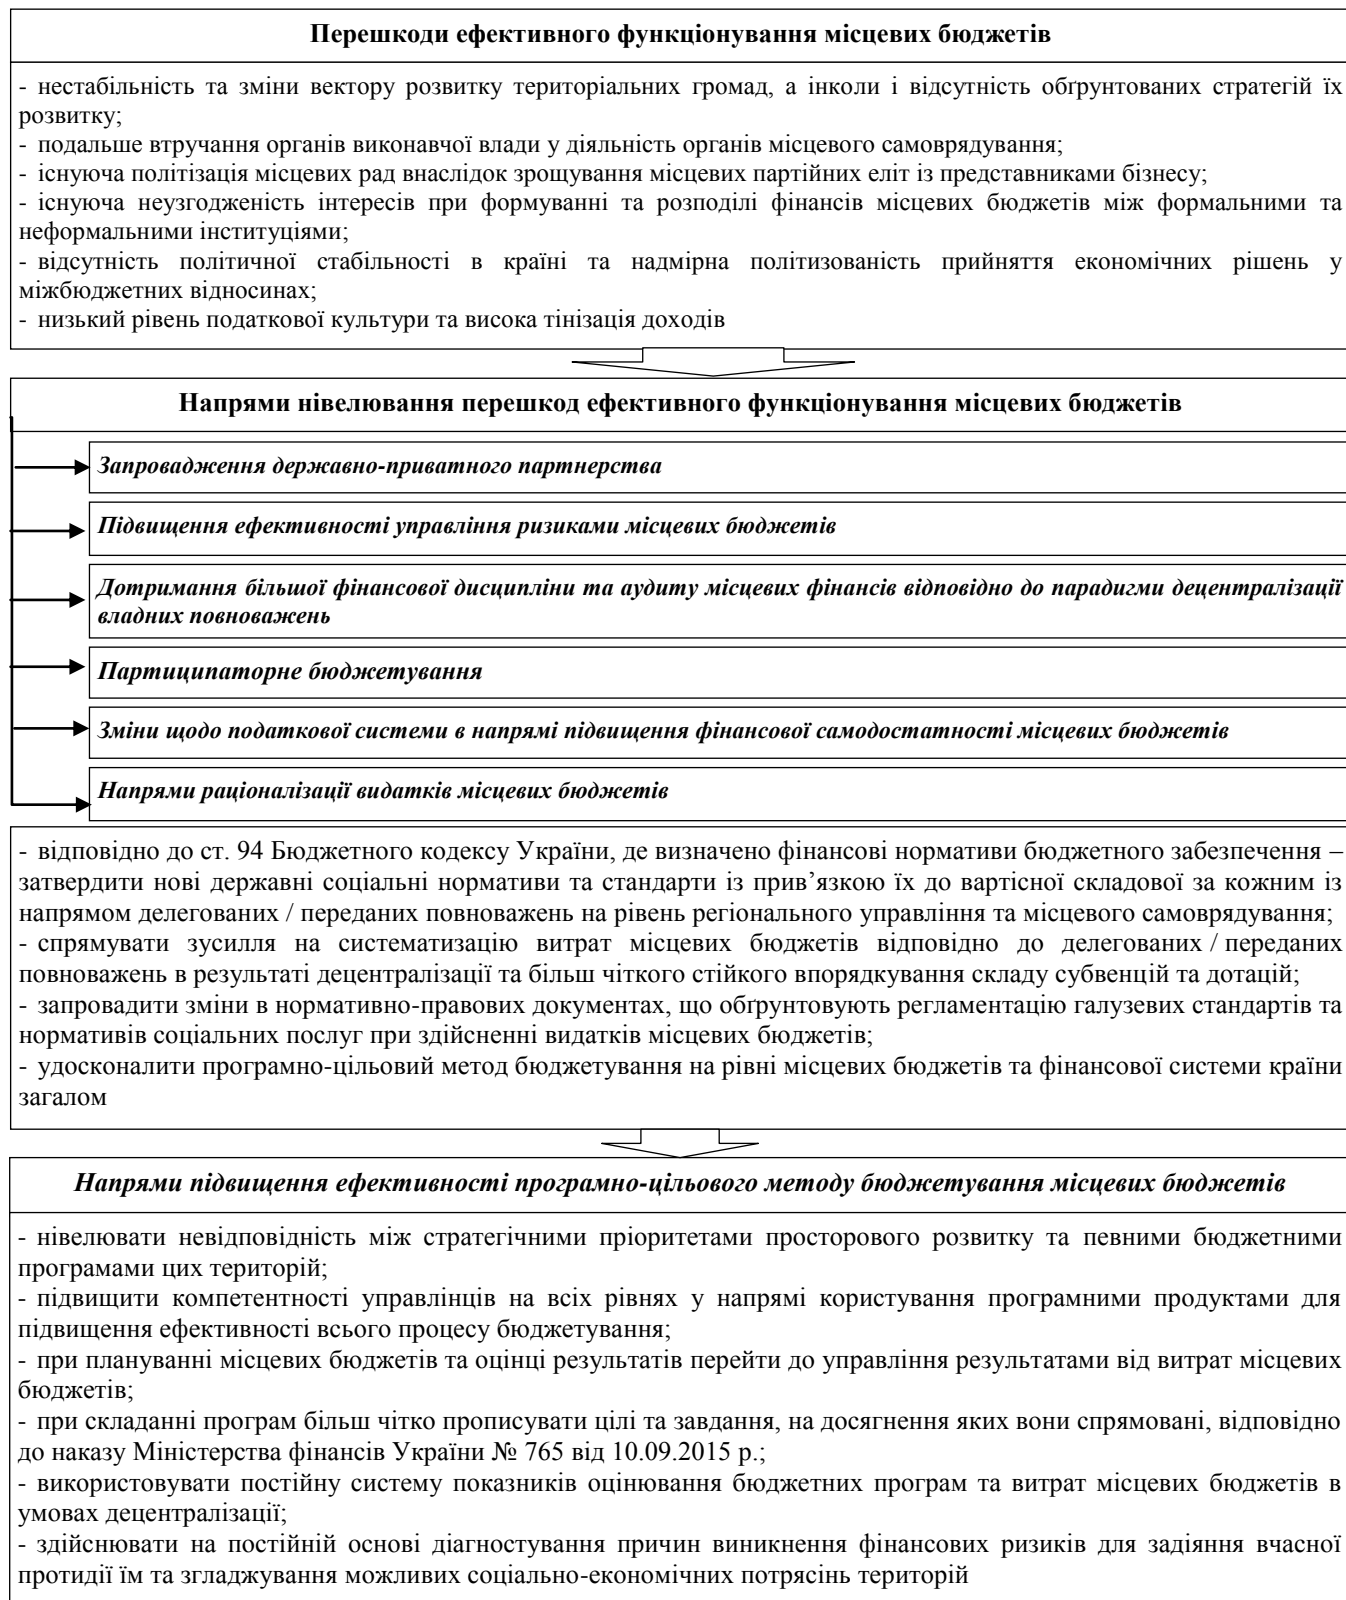 Перешкоди ефективного функціонування місцевих бюджетів
- нестабільність та зміни вектору розвитку територіальних громад, а інколи і відсутність обґрунтованих стратегій їх
розвитку;
- подальше втручання органів виконавчої влади у діяльність органів місцевого самоврядування;
- існуюча політізація місцевих рад внаслідок зрощування місцевих партійних еліт із представниками бізнесу;
- існуюча неузгодженість інтересів при формуванні та розподілі фінансів місцевих бюджетів між формальними та
неформальними інституціями;
- відсутність політичної стабільності в країні та надмірна політизованість прийняття економічних рішень у
міжбюджетних відносинах;
- низький рівень податкової культури та висока тінізація доходів
Напрями нівелювання перешкод ефективного функціонування місцевих бюджетів
Запровадження державно-приватного партнерства
Підвищення ефективності управління ризиками місцевих бюджетів
Дотримання більшої фінансової дисципліни та аудиту місцевих фінансів відповідно до парадигми децентралізації
владних повноважень
Партиципаторне бюджетування
Зміни щодо податкової системи в напрямі підвищення фінансової самодостатності місцевих бюджетів
Напрями раціоналізації видатків місцевих бюджетів
- відповідно до ст. 94 Бюджетного кодексу України, де визначено фінансові нормативи бюджетного забезпечення –
затвердити нові державні соціальні нормативи та стандарти із прив’язкою їх до вартісної складової за кожним із
напрямом делегованих / переданих повноважень на рівень регіонального управління та місцевого самоврядування;
- спрямувати зусилля на систематизацію витрат місцевих бюджетів відповідно до делегованих / переданих
повноважень в результаті децентралізації та більш чіткого стійкого впорядкування складу субвенцій та дотацій;
- запровадити зміни в нормативно-правових документах, що обґрунтовують регламентацію галузевих стандартів та
нормативів соціальних послуг при здійсненні видатків місцевих бюджетів;
- удосконалити програмно-цільовий метод бюджетування на рівні місцевих бюджетів та фінансової системи країни
загалом
Напрями підвищення ефективності програмно-цільового методу бюджетування місцевих бюджетів
- нівелювати невідповідність між стратегічними пріоритетами просторового розвитку та певними бюджетними
програмами цих територій;
- підвищити компетентності управлінців на всіх рівнях у напрямі користування програмними продуктами для
підвищення ефективності всього процесу бюджетування;
- при плануванні місцевих бюджетів та оцінці результатів перейти до управління результатами від витрат місцевих
бюджетів;
- при складанні програм більш чітко прописувати цілі та завдання, на досягнення яких вони спрямовані, відповідно
до наказу Міністерства фінансів України № 765 від 10.09.2015 р.;
- використовувати постійну систему показників оцінювання бюджетних програм та витрат місцевих бюджетів в
умовах децентралізації;
- здійснювати на постійній основі діагностування причин виникнення фінансових ризиків для задіяння вчасної
протидії їм та згладжування можливих соціально-економічних потрясінь територій